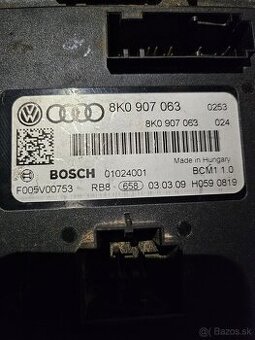 8K0 907 063 0253
8K0 907 063 024
Made in Hungary
BOSCH 01024001 BCM1 1.0
F005V00753 RB8 - 658 03.03.09 H059 0819
© Bazos.sk